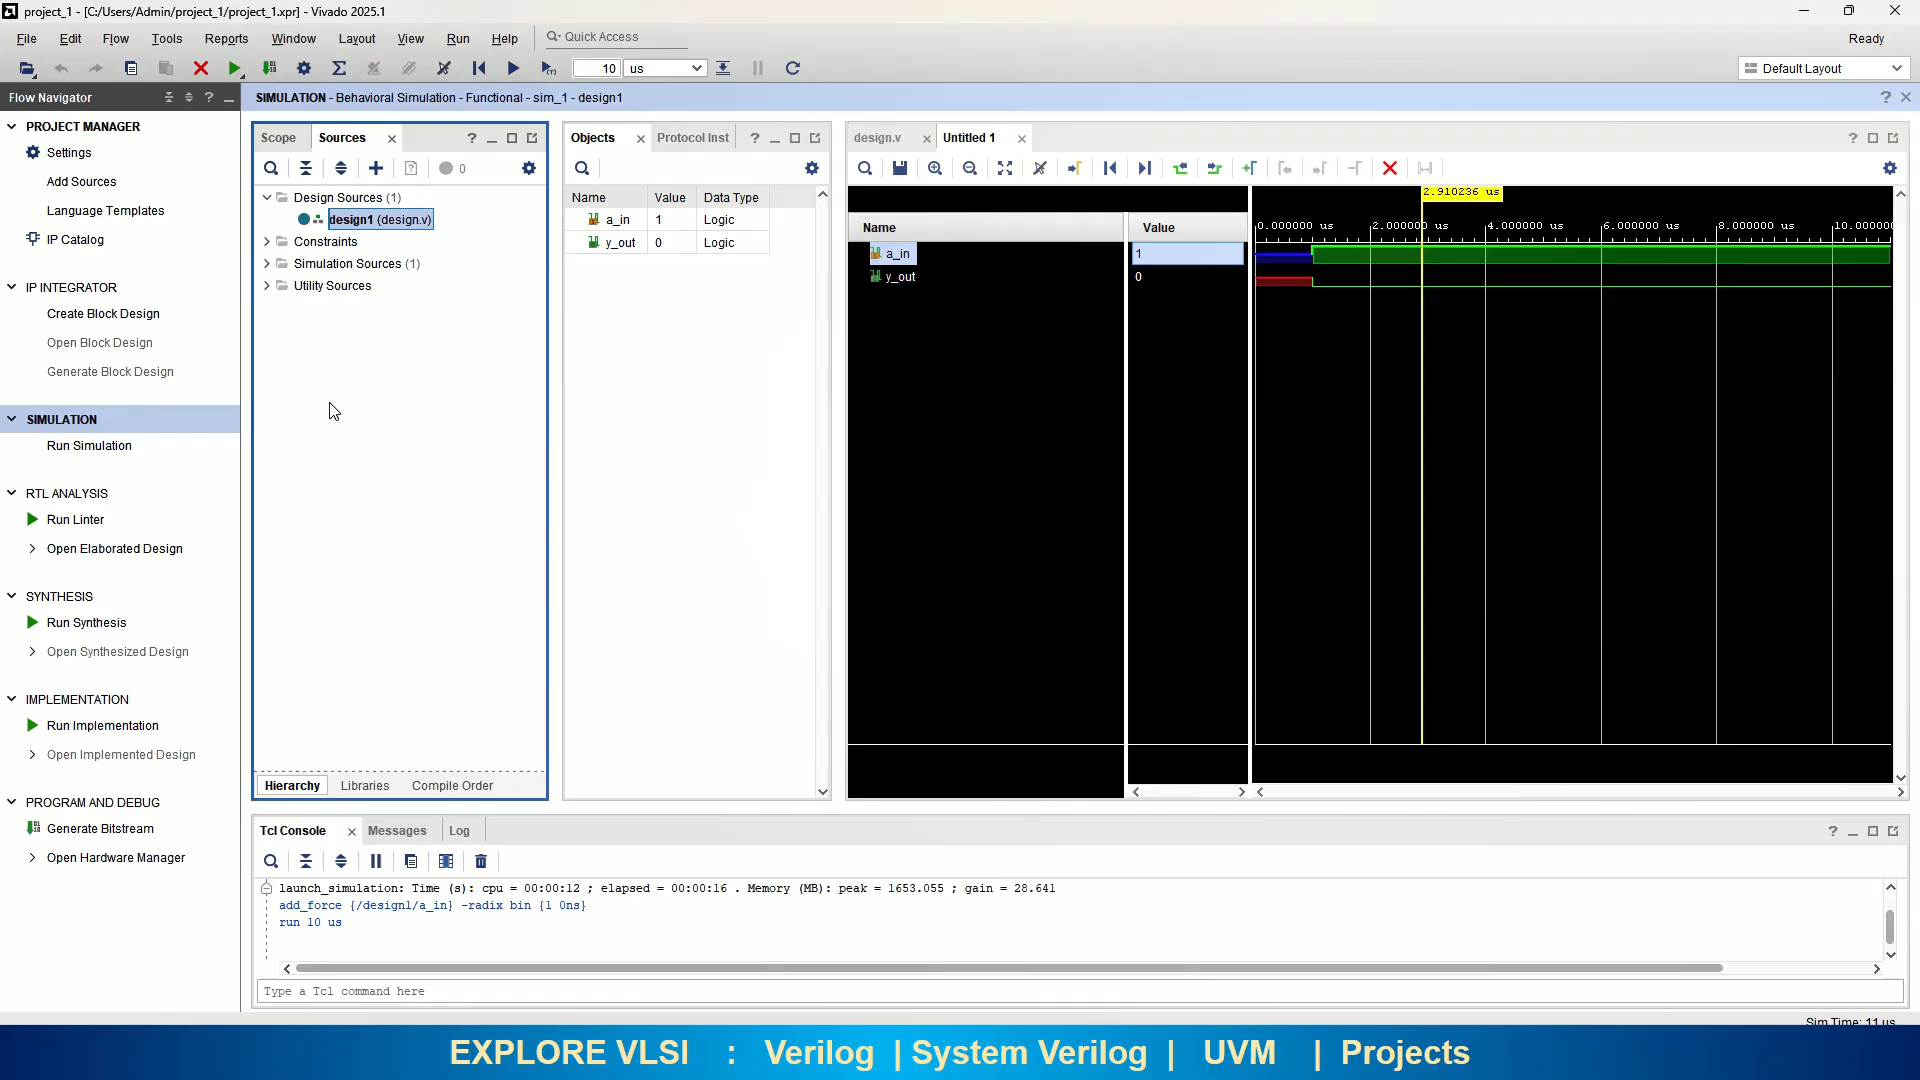 project_1 - [C:/Users/Admin/project_1/project_1.xpr] - Vivado 2025.1
File Edit Flow Tools Reports Window Layout View Run Help Quick Access Ready
10 us Default Layout
Flow Navigator
SIMULATION - Behavioral Simulation - Functional - sim_1 - design1
PROJECT MANAGER
Settings
Add Sources
Language Templates
IP Catalog
IP INTEGRATOR
Create Block Design
Open Block Design
Generate Block Design
SIMULATION
Run Simulation
RTL ANALYSIS
Run Linter
Open Elaborated Design
SYNTHESIS
Run Synthesis
Open Synthesized Design
IMPLEMENTATION
Run Implementation
Open Implemented Design
PROGRAM AND DEBUG
Generate Bitstream
Open Hardware Manager
Scope Sources
0
Design Sources (1)
design1 (design.v)
Constraints
Simulation Sources (1)
Utility Sources
Hierarchy Libraries Compile Order
Objects Protocol Inst
Name Value Data Type
a_in 1 Logic
y_out 0 Logic
design.v Untitled 1
2.910236 us
Name Value
0.000000 us 2.000000 us 4.000000 us 6.000000 us 8.000000 us 10.00000
a_in 1
y_out 0
Tcl Console Messages Log
launch_simulation: Time (s): cpu = 00:00:12 ; elapsed = 00:00:16 . Memory (MB): peak = 1653.055 ; gain = 28.641
add_force {/design1/a_in} -radix bin {1 0ns}
run 10 us
Type a Tcl command here
Sim Time: 11 us
EXPLORE VLSI : Verilog | System Verilog | UVM | Projects